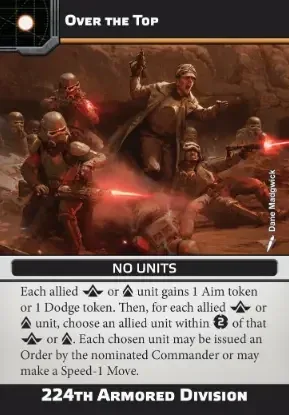 Over the Top
Dane Madgwick
NO UNITS
Each allied or unit gains 1 Aim token
or 1 Dodge token. Then, for each allied or
unit, choose an allied unit within 2 of that
or . Each chosen unit may be issued an
Order by the nominated Commander or may
make a Speed-1 Move.
224th Armored Division